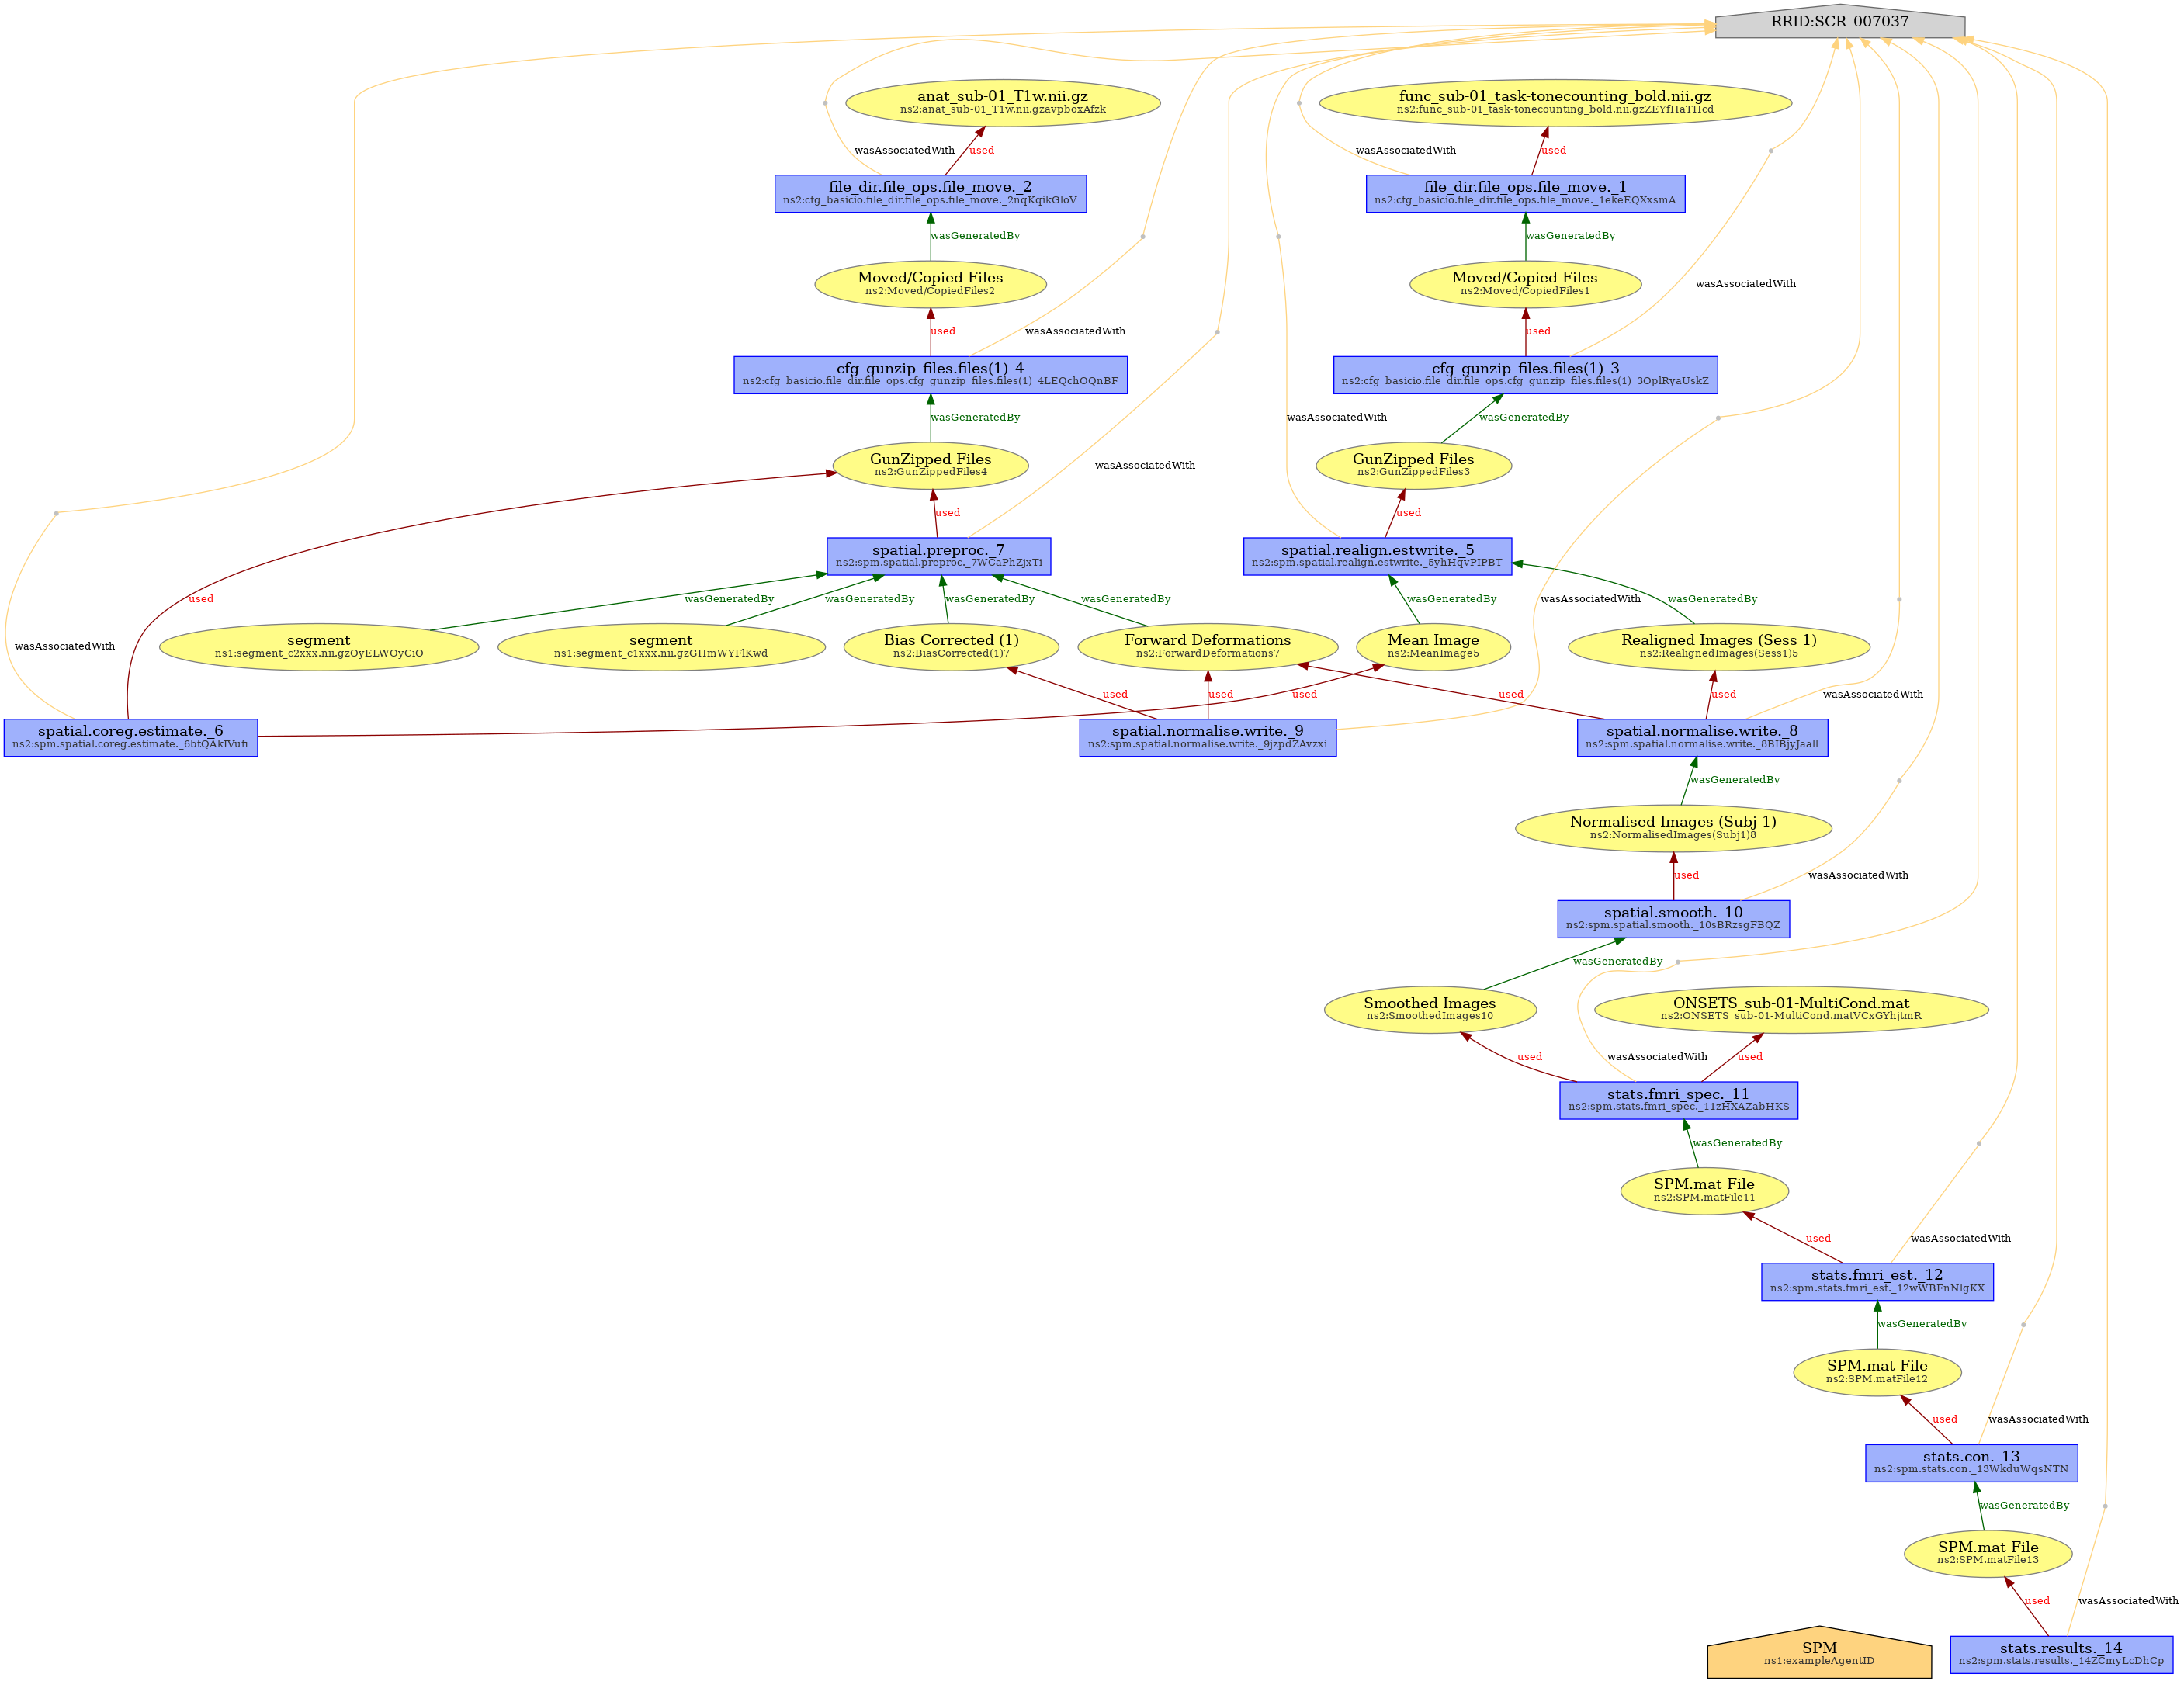 RRID:SCR_007037
anat_sub-01_T1w.nii.gz
ns2:anat_sub-01_T1w.nii.gzavpboxAfzk
func_sub-01_task-tonecounting_bold.nii.gz
ns2:func_sub-01_task-tonecounting_bold.nii.gzZEYfHaTHcd
wasAssociatedWith
used
wasAssociatedWith
used
file_dir.file_ops.file_move._2
ns2:cfg_basicio.file_dir.file_ops.file_move._2nqKqikGloV
file_dir.file_ops.file_move._1
ns2:cfg_basicio.file_dir.file_ops.file_move._1ekeEQXxsmA
wasGeneratedBy
wasGeneratedBy
Moved/Copied Files
ns2:Moved/CopiedFiles2
Moved/Copied Files
ns2:Moved/CopiedFiles1
wasAssociatedWith
used
wasAssociatedWith
used
cfg_gunzip_files.files(1)_4
ns2:cfg_basicio.file_dir.file_ops.cfg_gunzip_files.files(1)_4LEQchOQnBF
cfg_gunzip_files.files(1)_3
ns2:cfg_basicio.file_dir.file_ops.cfg_gunzip_files.files(1)_3OplRyaUskZ
wasGeneratedBy
wasAssociatedWith
wasGeneratedBy
GunZipped Files
ns2:GunZippedFiles4
wasAssociatedWith
GunZipped Files
ns2:GunZippedFiles3
used
used
spatial.preproc._7
ns2:spm.spatial.preproc._7WCaPhZjxTi
spatial.realign.estwrite._5
ns2:spm.spatial.realign.estwrite._5yhHqvPIPBT
used
wasGeneratedBy
wasGeneratedBy
wasGeneratedBy
wasGeneratedBy
wasGeneratedBy
wasAssociatedWith
wasGeneratedBy
wasAssociatedWith
segment
ns1:segment_c2xxx.nii.gzOyELWOyCiO
segment
ns1:segment_c1xxx.nii.gzGHmWYFlKwd
Bias Corrected (1)
ns2:BiasCorrected(1)7
Forward Deformations
ns2:ForwardDeformations7
Mean Image
ns2:MeanImage5
Realigned Images (Sess 1)
ns2:RealignedImages(Sess1)5
used
used
used
used
used
wasAssociatedWith
spatial.coreg.estimate._6
ns2:spm.spatial.coreg.estimate._6btQAkIVufi
spatial.normalise.write._9
ns2:spm.spatial.normalise.write._9jzpdZAvzxi
spatial.normalise.write._8
ns2:spm.spatial.normalise.write._8BIBjyJaall
wasGeneratedBy
Normalised Images (Subj 1)
ns2:NormalisedImages(Subj1)8
used
wasAssociatedWith
spatial.smooth._10
ns2:spm.spatial.smooth._10sBRzsgFBQZ
wasGeneratedBy
Smoothed Images
ns2:SmoothedImages10
ONSETS_sub-01-MultiCond.mat
ns2:ONSETS_sub-01-MultiCond.matVCxGYhjtmR
used
wasAssociatedWith
used
stats.fmri_spec._11
ns2:spm.stats.fmri_spec._11zHXAZabHKS
wasGeneratedBy
SPM.mat File
ns2:SPM.matFile11
used
wasAssociatedWith
stats.fmri_est._12
ns2:spm.stats.fmri_est._12wWBFnNlgKX
wasGeneratedBy
SPM.mat File
ns2:SPM.matFile12
used
wasAssociatedWith
stats.con._13
ns2:spm.stats.con._13WkduWqsNTN
wasGeneratedBy
SPM.mat File
ns2:SPM.matFile13
used
wasAssociatedWith
SPM
ns1:exampleAgentID
stats.results._14
ns2:spm.stats.results._14ZCmyLcDhCp